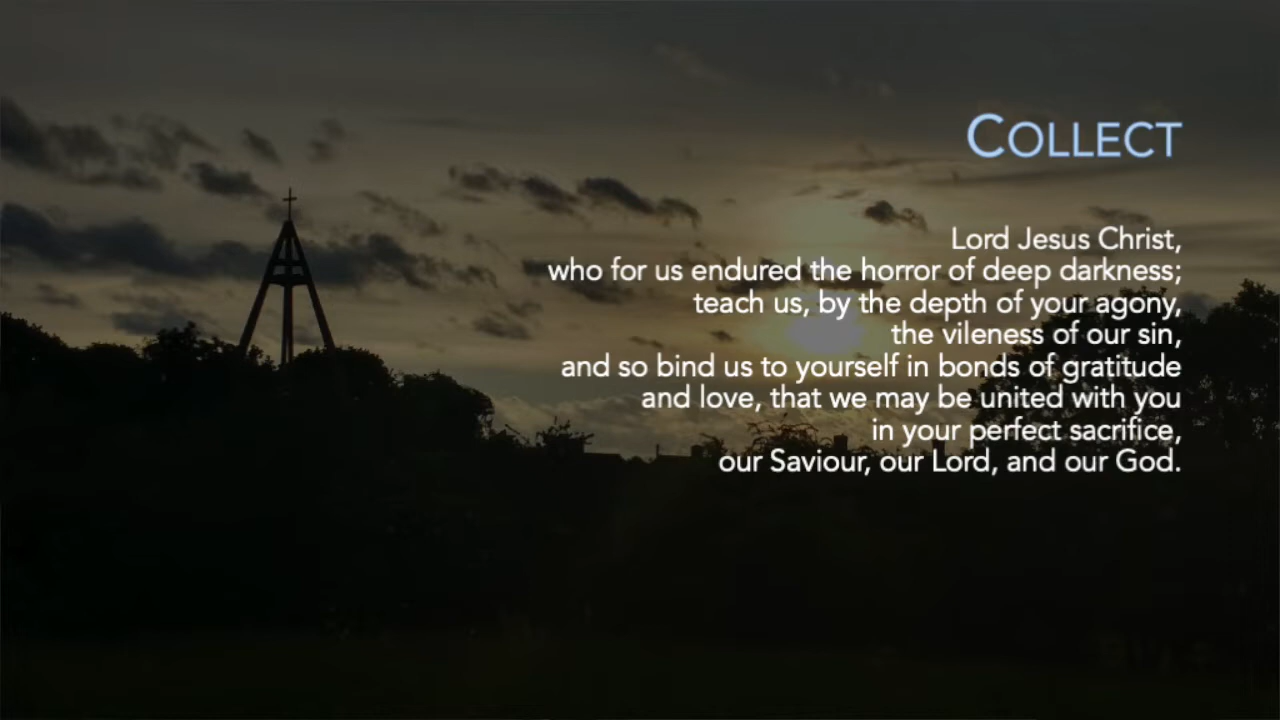 COLLECT
Lord Jesus Christ,
who for us endured the horror of deep darkness;
teach us, by the depth of your agony,
the vileness of our sin,
and so bind us to yourself in bonds of gratitude
and love, that we may be united with you
in your perfect sacrifice,
our Saviour, our Lord, and our God.